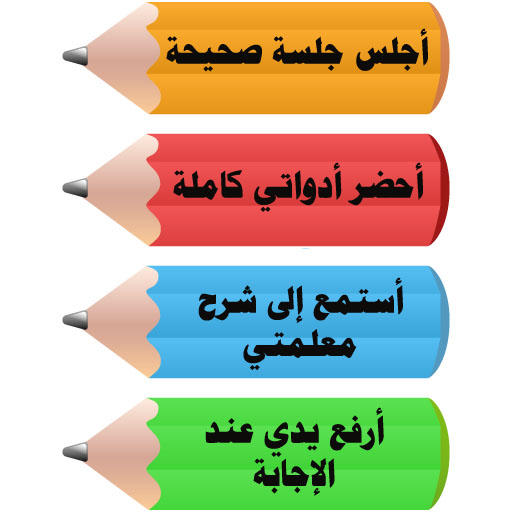 أجلس جلسة صحيحة
أحضر أدواتي كاملة
أستمع إلى شرح
معلمتي
أرفع يدي عند
الإجابة